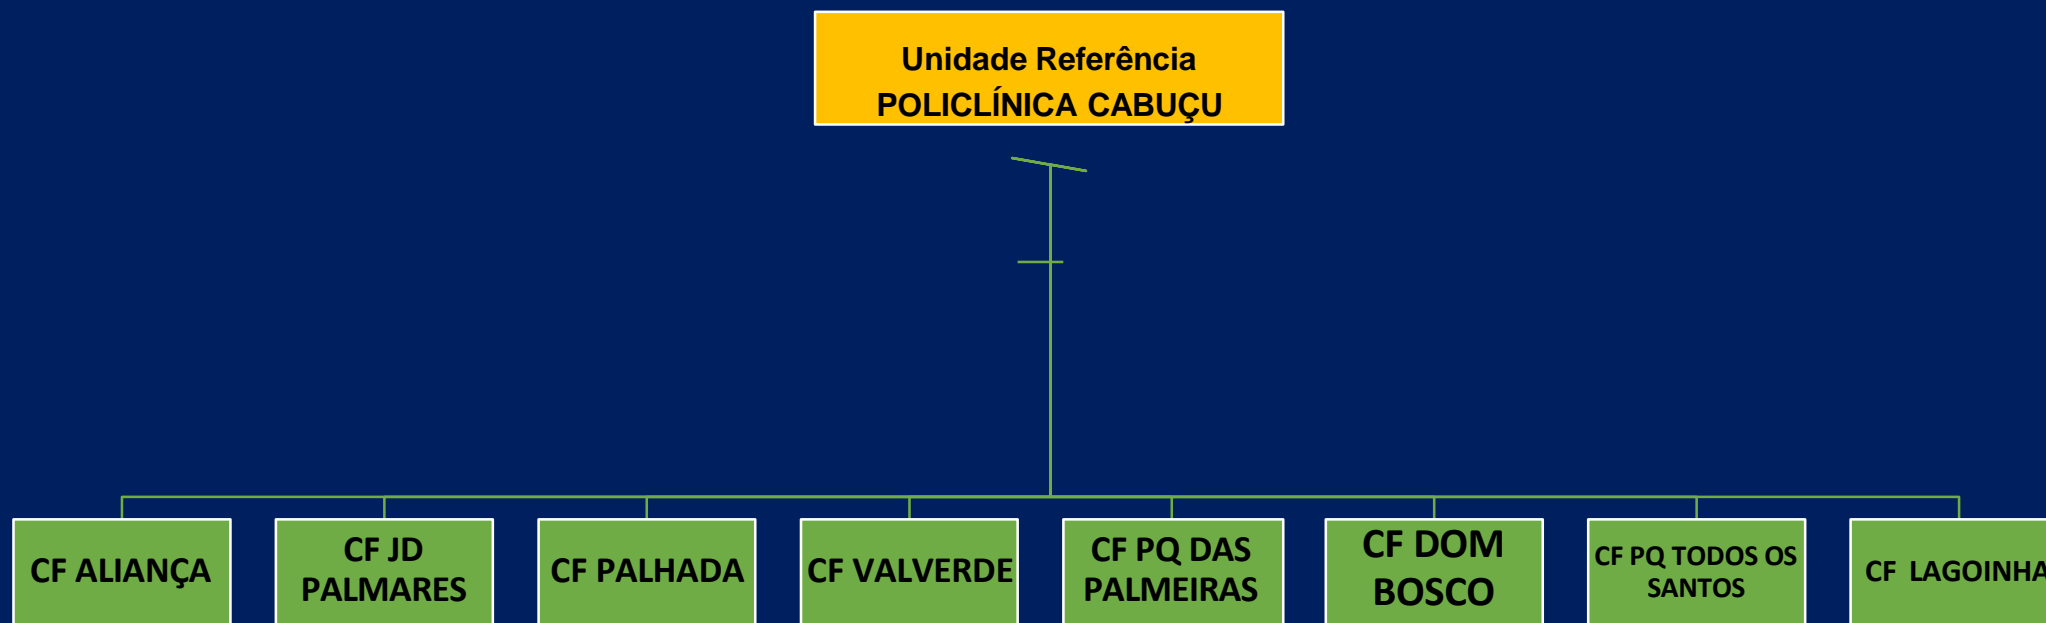 Unidade Referência
POLICLÍNICA CABUÇU
CF ALIANÇA
CF JD
PALMARES
CF PALHADA
CF VALVERDE
CF PQ DAS
PALMEIRAS
CF DOM
BOSCO
CF PQ TODOS OS
SANTOS
CF LAGOINHA